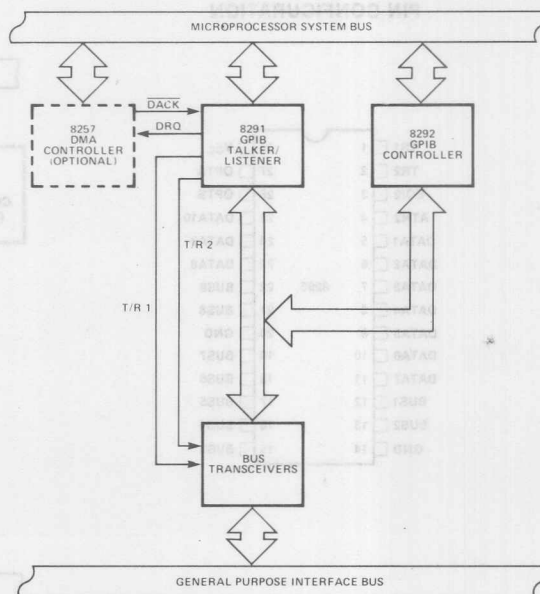 MICROPROCESSOR SYSTEM BUS
8257
DMA
CONTROLLER
(OPTIONAL)
DACK
DRQ
8291
GPIB
TALKER/
LISTENER
8292
GPIB
CONTROLLER
T/R 2
T/R 1
BUS
TRANSCEIVERS
GENERAL PURPOSE INTERFACE BUS